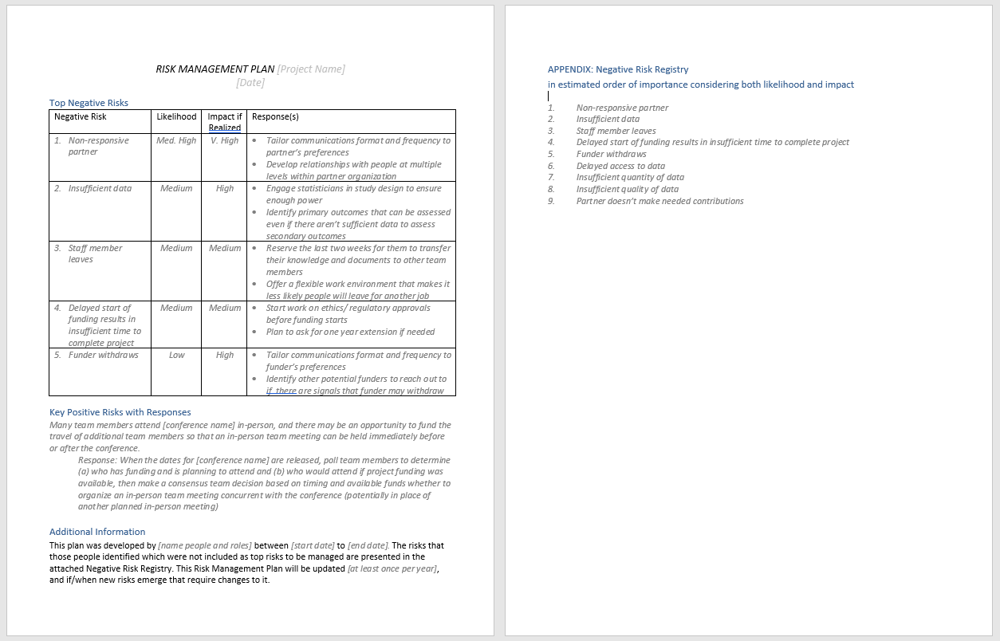 RISK MANAGEMENT PLAN [Project Name]
[Date]
Top Negative Risks
Negative Risk
Likelihood
Impact if
Realized
Response(s)
1. Non-responsive
partner
Med. High
V. High
• Tailor communications format and frequency to
partner's preferences
• Develop relationships with people at multiple
levels within partner organization
2. Insufficient data
Medium
High
• Engage statisticians in study design to ensure
enough power
• Identify primary outcomes that can be assessed
even if there aren't sufficient data to assess
secondary outcomes
3. Staff member
leaves
Medium
Medium
• Reserve the last two weeks for them to transfer
their knowledge and documents to other team
members
• Offer a flexible work environment that makes it
less likely people will leave for another job
4. Delayed start of
funding results in
insufficient time to
complete project
Medium
Medium
• Start work on ethics/ regulatory approvals
before funding starts
• Plan to ask for one year extension if needed
5. Funder withdraws
Low
High
• Tailor communications format and frequency to
funder's preferences
• Identify other potential funders to reach out to
if there are signals that funder may withdraw
Key Positive Risks with Responses
Many team members attend [conference name] in-person, and there may be an opportunity to fund the
travel of additional team members so that an in-person team meeting can be held immediately before
or after the conference.
Response: When the dates for [conference name] are released, poll team members to determine
(a) who has funding and is planning to attend and (b) who would attend if project funding was
available, then make a consensus team decision based on timing and available funds whether to
organize an in-person team meeting concurrent with the conference (potentially in place of
another planned in-person meeting)
Additional Information
This plan was developed by [name people and roles] between [start date] to [end date]. The risks that
those people identified which were not included as top risks to be managed are presented in the
attached Negative Risk Registry. This Risk Management Plan will be updated [at least once per year],
and if/when new risks emerge that require changes to it.
APPENDIX: Negative Risk Registry
in estimated order of importance considering both likelihood and impact
1. Non-responsive partner
2. Insufficient data
3. Staff member leaves
4. Delayed start of funding results in insufficient time to complete project
5. Funder withdraws
6. Delayed access to data
7. Insufficient quantity of data
8. Insufficient quality of data
9. Partner doesn't make needed contributions